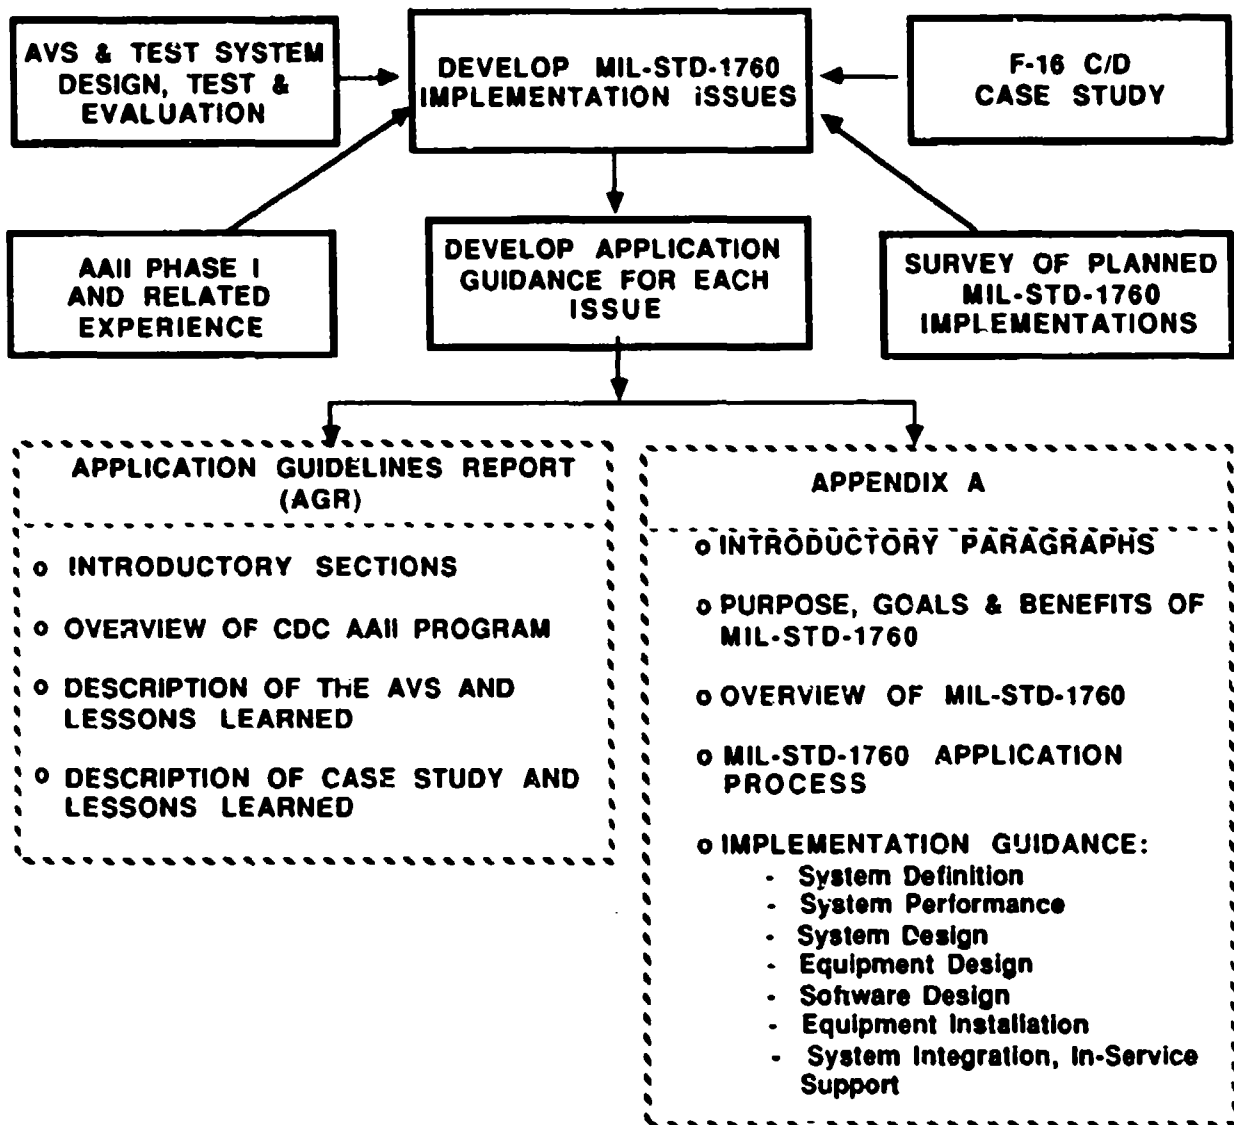 AVS & TEST SYSTEM
DESIGN, TEST &
EVALUATION
DEVELOP MIL-STD-1760
IMPLEMENTATION ISSUES
F-16 C/D
CASE STUDY
AAII PHASE I
AND RELATED
EXPERIENCE
DEVELOP APPLICATION
GUIDANCE FOR EACH
ISSUE
SURVEY OF PLANNED
MIL-STD-1760
IMPLEMENTATIONS
APPLICATION GUIDELINES REPORT
(AGR)
o INTRODUCTORY SECTIONS
o OVERVIEW OF CDC AAII PROGRAM
o DESCRIPTION OF THE AVS AND
LESSONS LEARNED
o DESCRIPTION OF CASE STUDY AND
LESSONS LEARNED
APPENDIX A
o INTRODUCTORY PARAGRAPHS
o PURPOSE, GOALS & BENEFITS OF
MIL-STD-1760
o OVERVIEW OF MIL-STD-1760
o MIL-STD-1760 APPLICATION
PROCESS
o IMPLEMENTATION GUIDANCE:
- System Definition
- System Performance
- System Design
- Equipment Design
- Software Design
- Equipment Installation
- System Integration, In-Service
Support